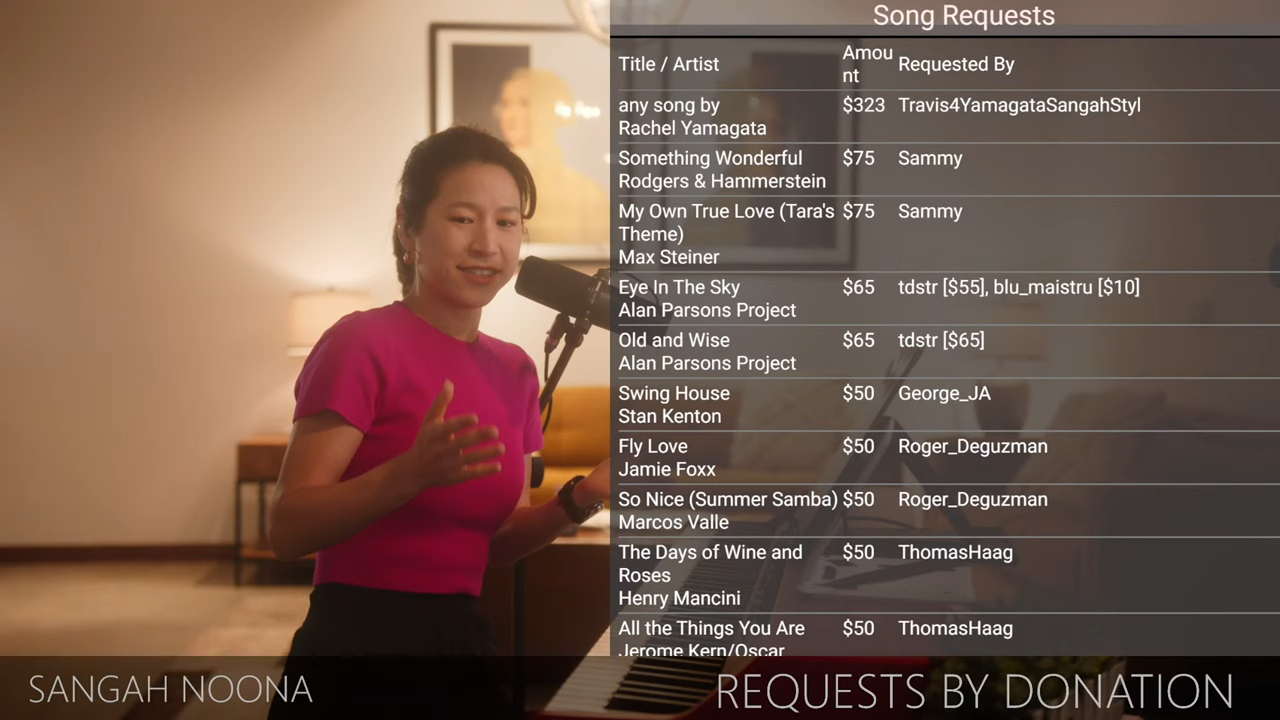 Song Requests
Title / Artist
Amou
nt
Requested By
any song by
Rachel Yamagata
$323
Travis4YamagataSangahStyl
Something Wonderful
Rodgers & Hammerstein
$75
Sammy
My Own True Love (Tara's
Theme)
Max Steiner
$75
Sammy
Eye In The Sky
Alan Parsons Project
$65
tdstr [$55], blu_maistru [$10]
Old and Wise
Alan Parsons Project
$65
tdstr [$65]
Swing House
Stan Kenton
$50
George_JA
Fly Love
Jamie Foxx
$50
Roger_Deguzman
So Nice (Summer Samba)
Marcos Valle
$50
Roger_Deguzman
The Days of Wine and
Roses
Henry Mancini
$50
ThomasHaag
All the Things You Are
Jerome Kern/Oscar
$50
ThomasHaag
SANGAH NOONA
REQUESTS BY DONATION